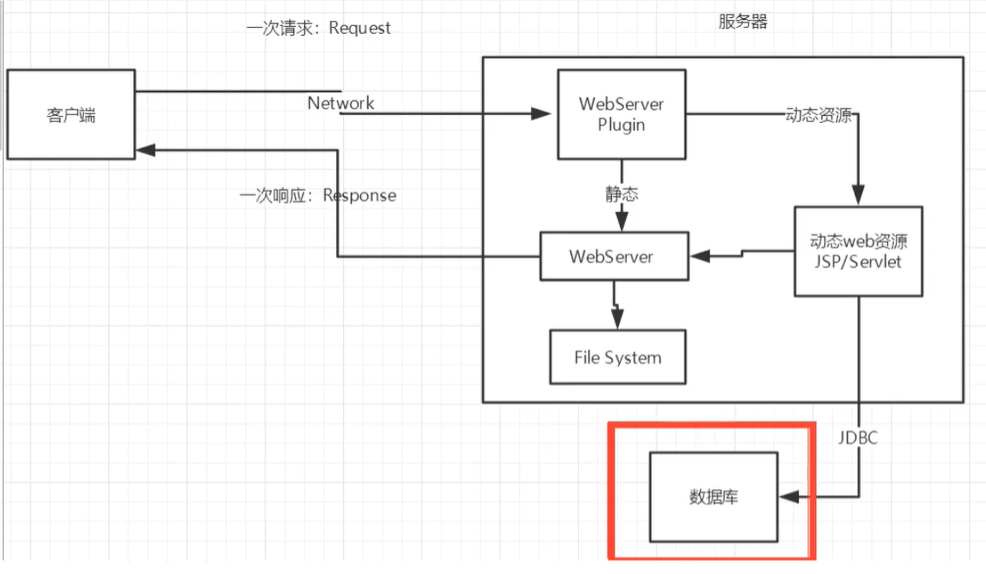 一次请求：Request
服务器
客户端
Network
WebServer
Plugin
动态资源
一次响应：Response
静态
动态web资源
JSP/Servlet
WebServer
File System
JDBC
数据库